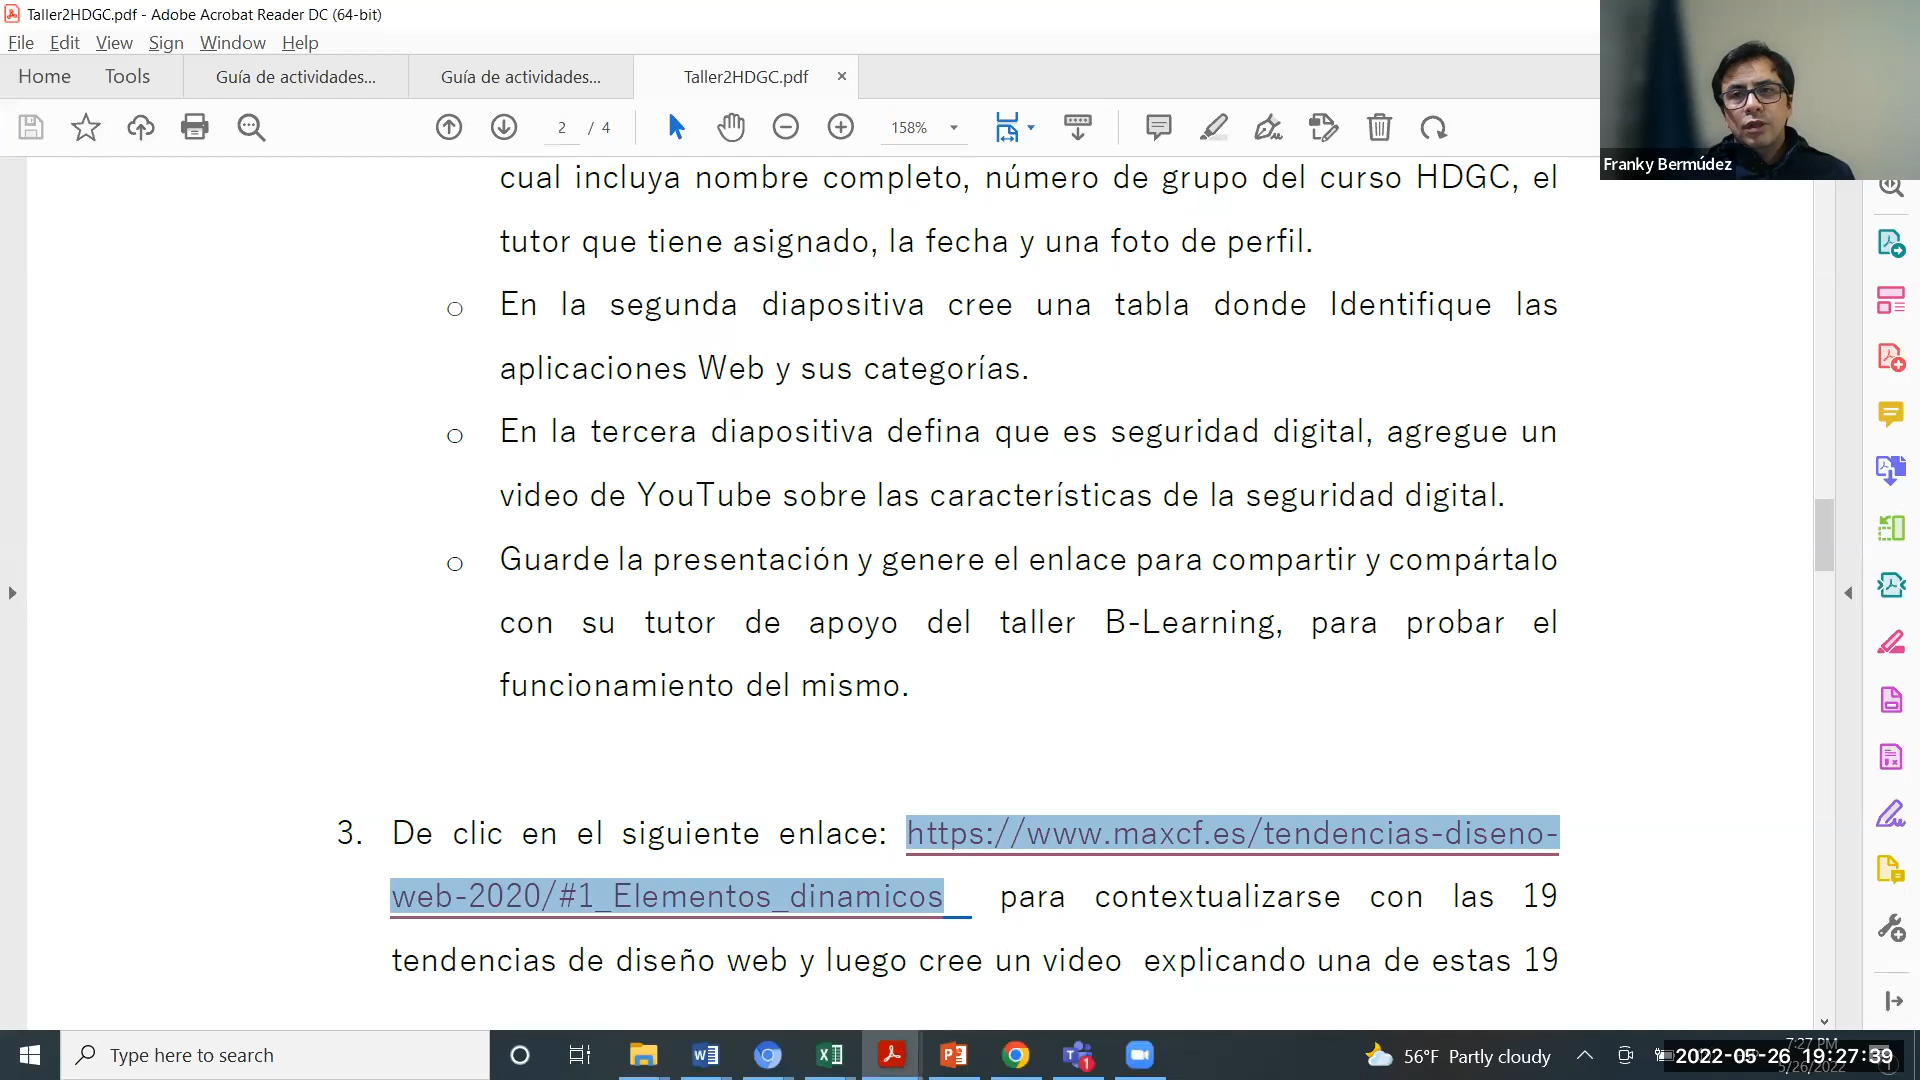 Taller2HDGC.pdf - Adobe Acrobat Reader DC (64-bit)
File Edit View Sign Window Help
Home Tools Guía de actividades... Guía de actividades... Taller2HDGC.pdf ×
2 / 4 158%
Franky Bermúdez
cual incluya nombre completo, número de grupo del curso HDGC, el
tutor que tiene asignado, la fecha y una foto de perfil.
o En la segunda diapositiva cree una tabla donde Identifique las
aplicaciones Web y sus categorías.
o En la tercera diapositiva defina que es seguridad digital, agregue un
video de YouTube sobre las características de la seguridad digital.
o Guarde la presentación y genere el enlace para compartir y compártalo
con su tutor de apoyo del taller B-Learning, para probar el
funcionamiento del mismo.
3. De clic en el siguiente enlace: https://www.maxcf.es/tendencias-diseno-
web-2020/#1_Elementos_dinamicos para contextualizarse con las 19
tendencias de diseño web y luego cree un video explicando una de estas 19
Type here to search
56°F Partly cloudy
7:27 PM
2022-05-26 19:27:39
5/26/2022